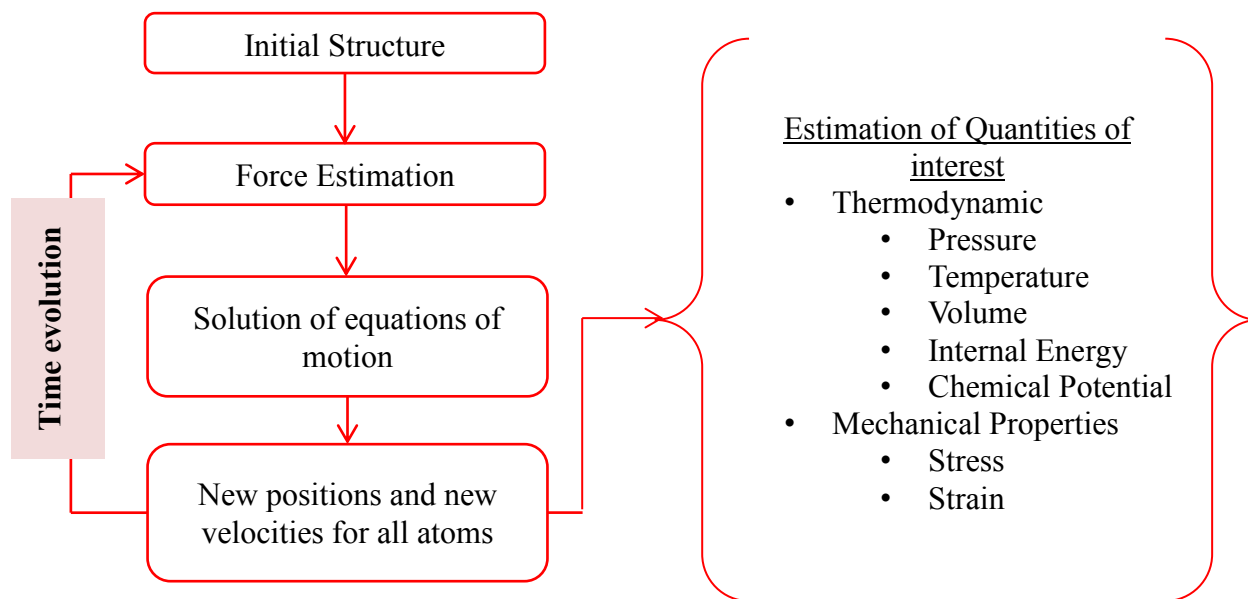 Initial Structure
Force Estimation
Time evolution
Solution of equations of
motion
New positions and new
velocities for all atoms
Estimation of Quantities of
interest
• Thermodynamic
• Pressure
• Temperature
• Volume
• Internal Energy
• Chemical Potential
• Mechanical Properties
• Stress
• Strain